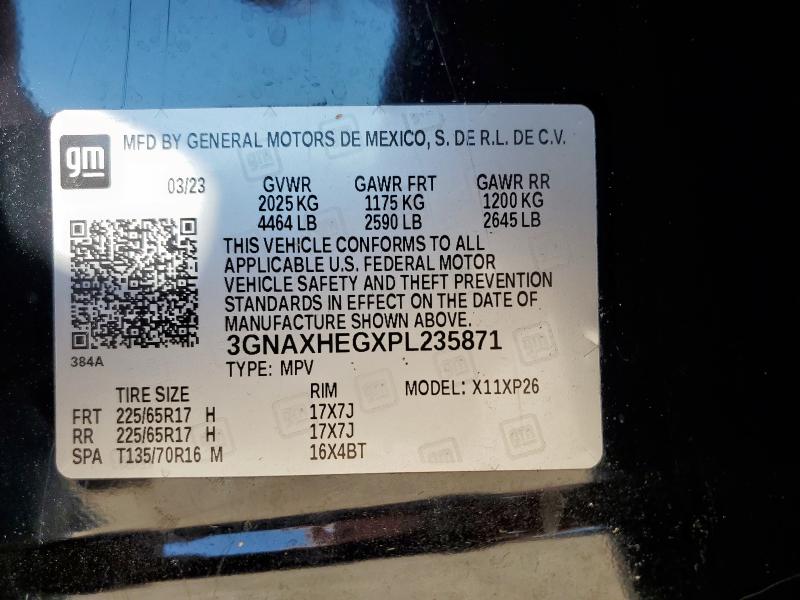 gm MFD BY GENERAL MOTORS DE MEXICO, S. DE R.L. DE C.V.
03/23 GVWR GAWR FRT GAWR RR
2025 KG 1175 KG 1200 KG
4464 LB 2590 LB 2645 LB
THIS VEHICLE CONFORMS TO ALL
APPLICABLE U.S. FEDERAL MOTOR
VEHICLE SAFETY AND THEFT PREVENTION
STANDARDS IN EFFECT ON THE DATE OF
MANUFACTURE SHOWN ABOVE.
3GNAXHEGXPL235871
384A
TYPE: MPV
TIRE SIZE RIM MODEL: X11XP26
FRT 225/65R17 H 17X7J
RR 225/65R17 H 17X7J
SPA T135/70R16 M 16X4BT